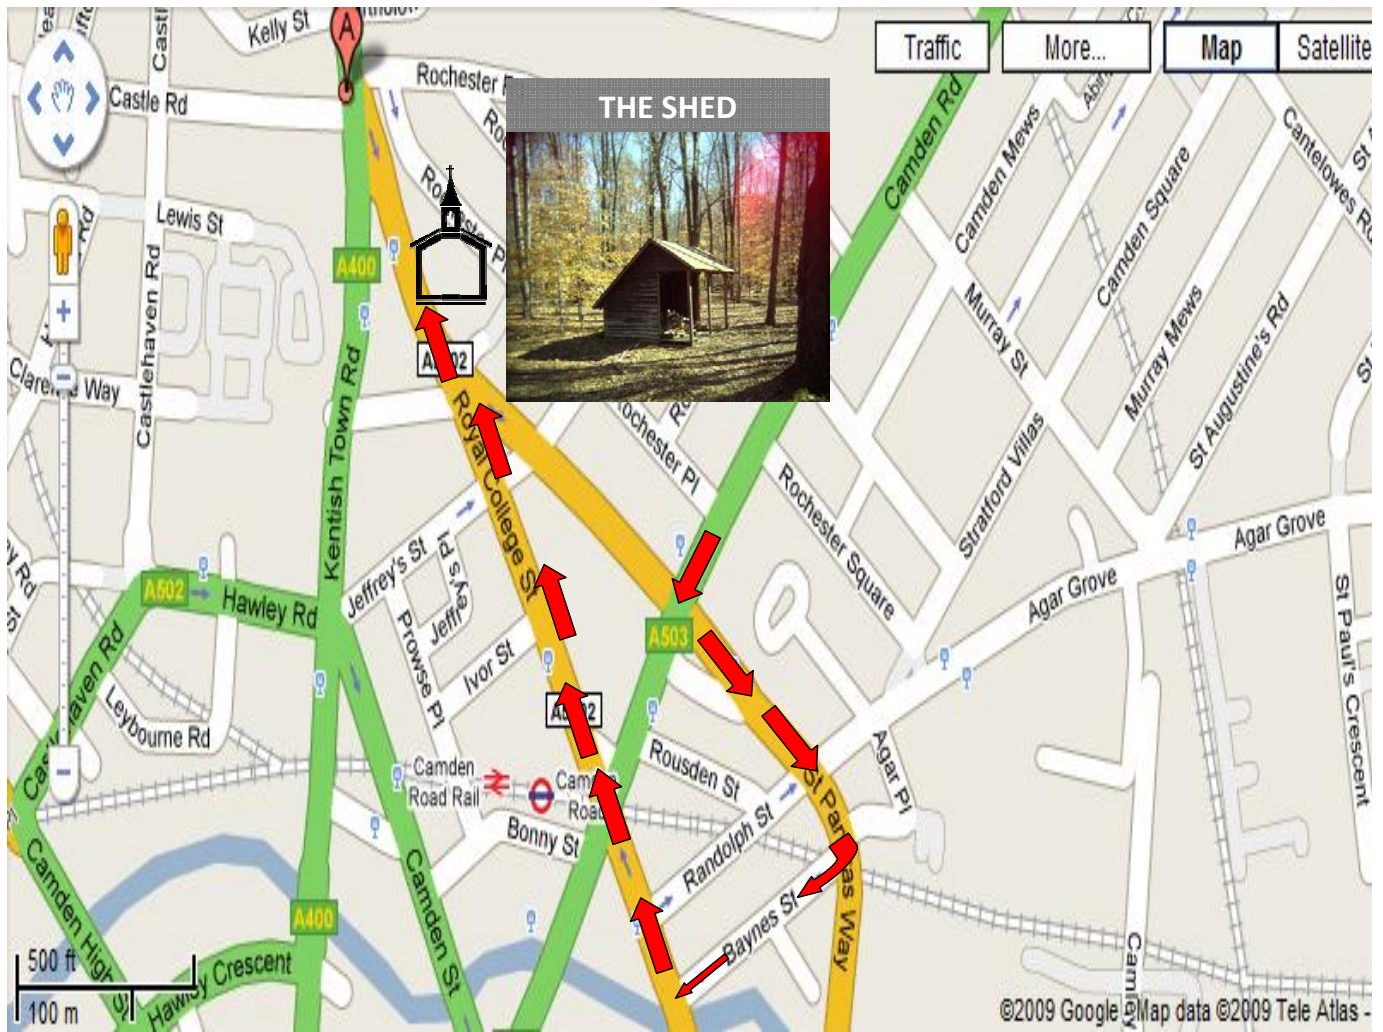 Kelly St
A
Traffic
More...
Map
Satellite
Castle Rd
Rochester
THE SHED
Camden Rd
Camden Mews
Camden Square
Cantelowes
Lewis St
A400
Castlehaven Rd
Murray St
Murray Mews
St Augustine's Rd
Way
Kentish Town Rd
Royal College St
Rochester Pl
Rochester Square
Stratford Villas
Agar Grove
Agar Grove
St Paul's Crescent
Jeffrey's St
Jeffrey's Pl
Prowse Pl
Ivor St
A502
Hawley Rd
A503
Leybourne Rd
Camden
Road Rail
Bonny St
Rousden St
Randolph St
St Pancras Way
Agar Pl
Baynes St
Camden St
A400
Camden High St
Hawley Crescent
Camley
500 ft
100 m
©2009 Google - Map data ©2009 Tele Atlas -